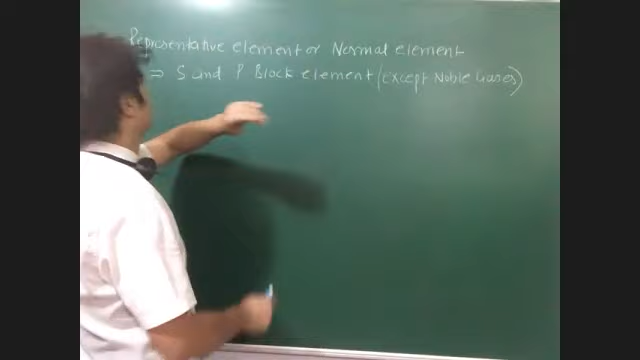 Representative element or Normal element
⇒ S and P Block element (except Noble Gases)